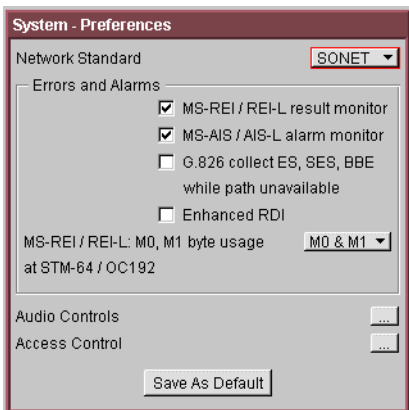 System - Preferences
Network Standard SONET
Errors and Alarms
MS-REI / REI-L result monitor
MS-AIS / AIS-L alarm monitor
G.826 collect ES, SES, BBE
while path unavailable
Enhanced RDI
MS-REI / REI-L: M0, M1 byte usage M0 & M1
at STM-64 / OC192
Audio Controls ...
Access Control ...
Save As Default